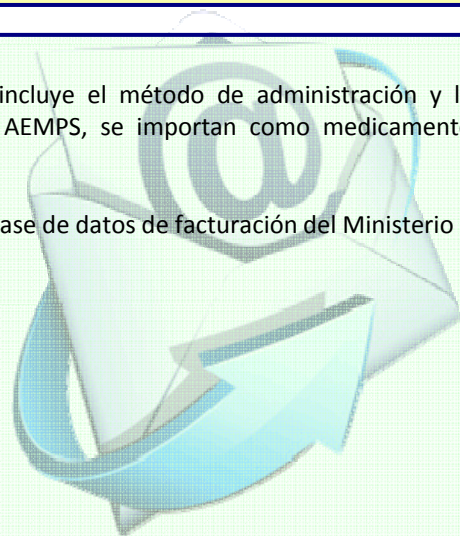 incluye el método de administración y l
AEMPS, se importan como medicament
ase de datos de facturación del Ministerio